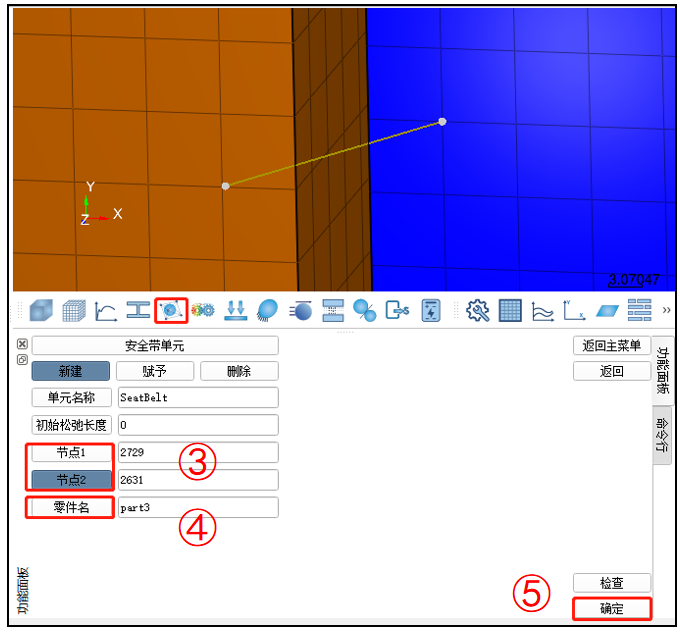 Y
Z X
3.07047
安全带单元
返回主菜单
新建 赋予 删除
返回
单元名称 SeatBelt
初始松弛长度 0
节点1 2729
③
节点2 2631
零件名 part3
④
功能面板
命令行
功能面板
检查
⑤
确定